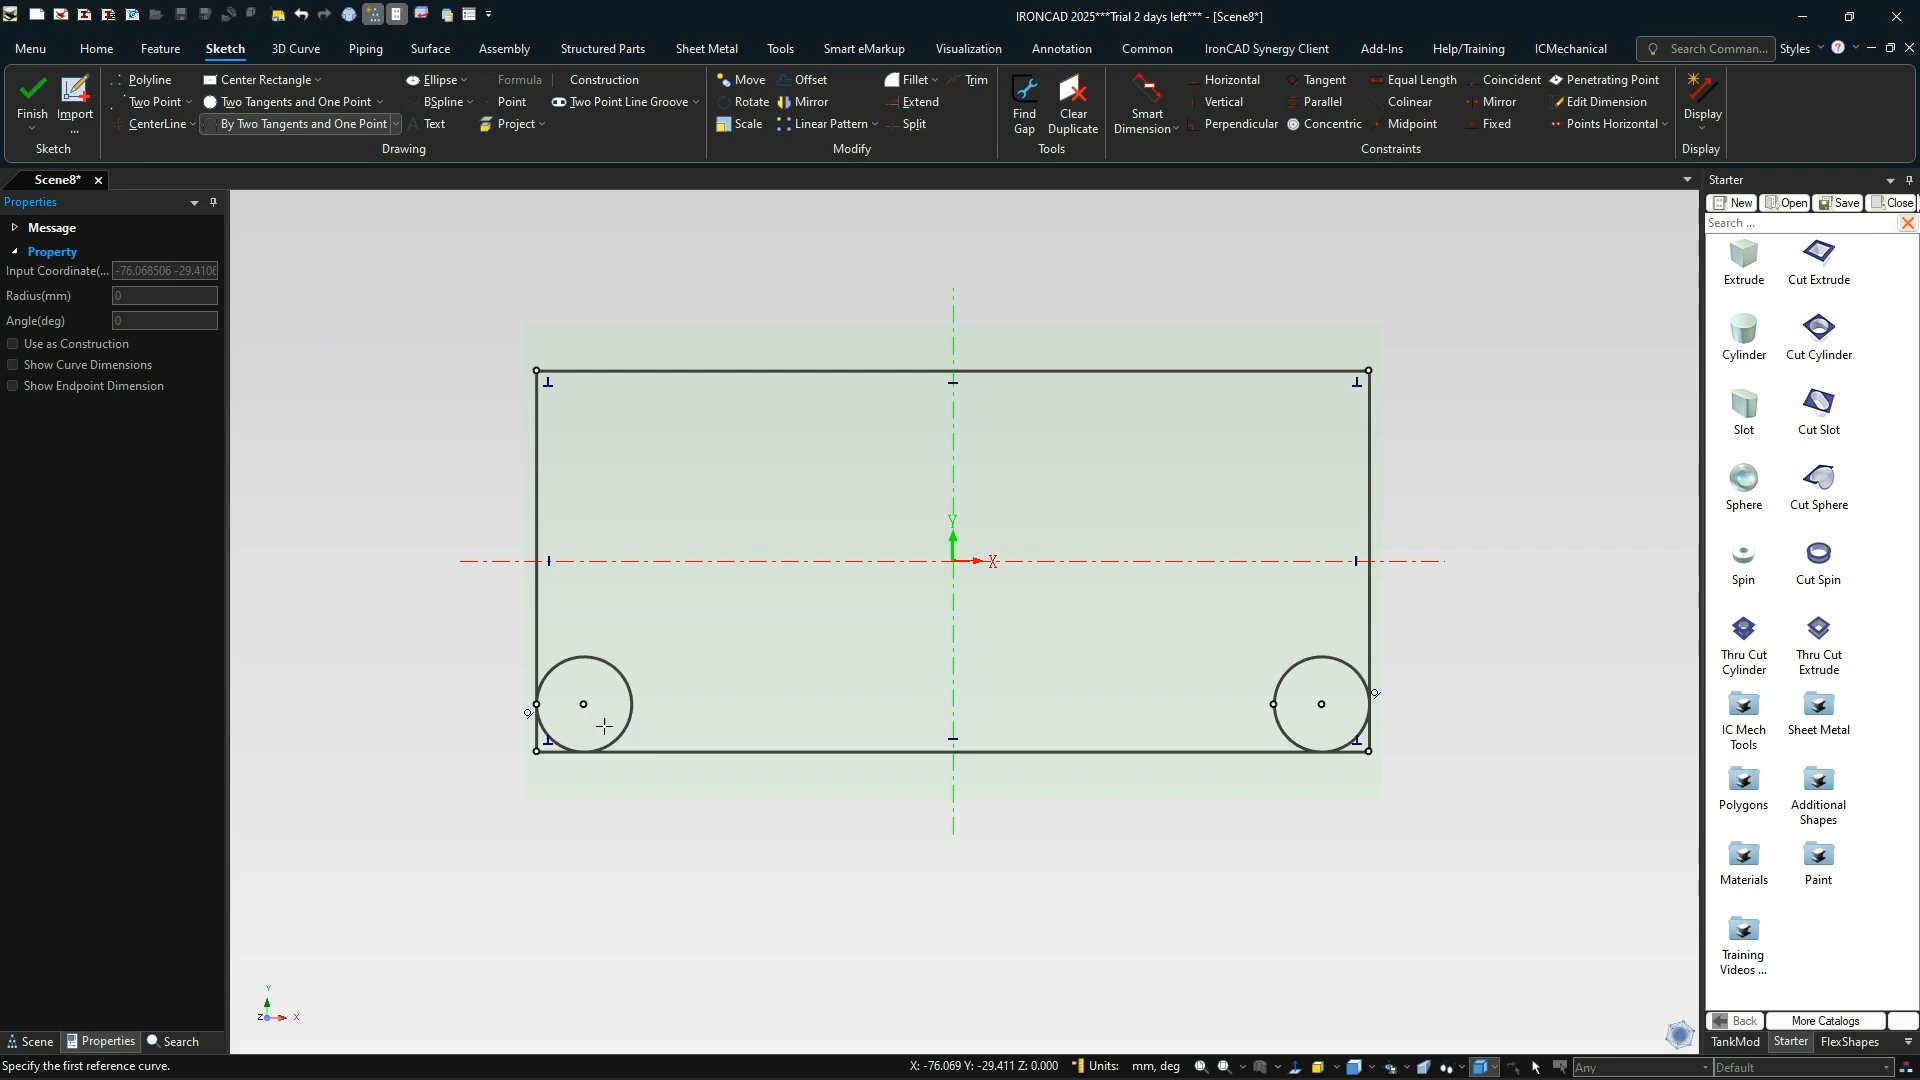 IRONCAD 2025***Trial 2 days left*** - [Scene8*]
Menu Home Feature Sketch 3D Curve Piping Surface Assembly Structured Parts Sheet Metal Tools Smart eMarkup Visualization Annotation Common IronCAD Synergy Client Add-Ins Help/Training ICMechanical Search Comman... Styles
Polyline Center Rectangle Ellipse Formula Construction Move Offset Fillet Trim Horizontal Tangent Equal Length Coincident Penetrating Point
Finish Import ... Two Point Two Tangents and One Point BSpline Point Two Point Line Groove Rotate Mirror Extend Find Gap Clear Duplicate Smart Dimension Vertical Parallel Colinear Mirror Edit Dimension Display
CenterLine By Two Tangents and One Point Text Project Scale Linear Pattern Split Perpendicular Concentric Midpoint Fixed Points Horizontal
Sketch Drawing Modify Tools Constraints Display
Scene8*
Properties
Message
Property
Input Coordinate(... -76.068506 -29.4106
Radius(mm) 0
Angle(deg) 0
Use as Construction
Show Curve Dimensions
Show Endpoint Dimension
Y
X
Y
Z X
Starter
New Open Save Close
Search ...
Extrude Cut Extrude
Cylinder Cut Cylinder
Slot Cut Slot
Sphere Cut Sphere
Spin Cut Spin
Thru Cut Cylinder Thru Cut Extrude
IC Mech Tools Sheet Metal
Polygons Additional Shapes
Materials Paint
Training Videos ...
Back More Catalogs
TankMod Starter FlexShapes
Scene Properties Search
Specify the first reference curve. X: -76.069 Y: -29.411 Z: 0.000 Units: mm, deg Any Default